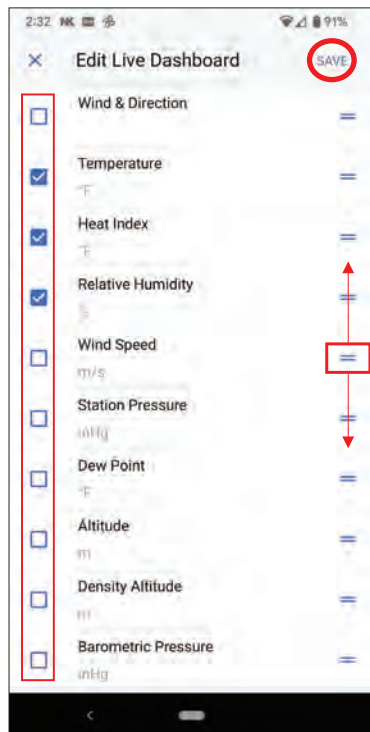 2:32 91%
Edit Live Dashboard SAVE
Wind & Direction
Temperature
°F
Heat Index
°F
Relative Humidity
%
Wind Speed
m/s
Station Pressure
inHg
Dew Point
°F
Altitude
m
Density Altitude
m
Barometric Pressure
inHg